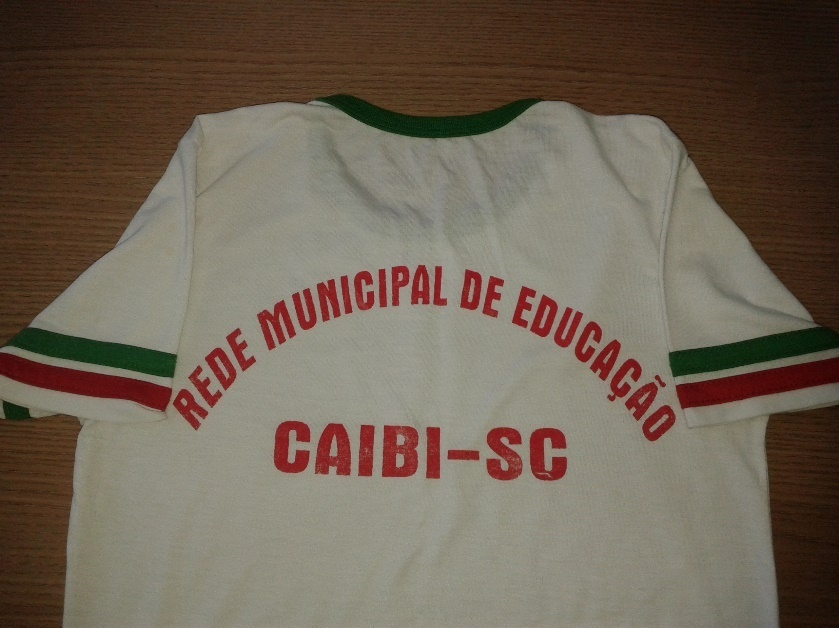 REDE MUNICIPAL DE EDUCAÇÃO
CAIBI-SC